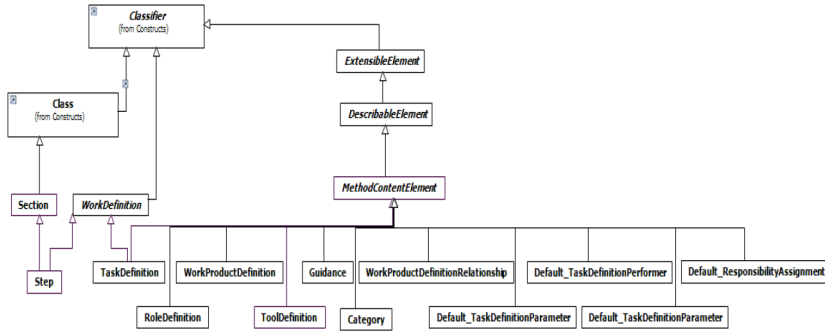 Classifier
(from Constructs)
ExtensibleElement
Class
(from Constructs)
DescribableElement
MethodContentElement
Section
WorkDefinition
TaskDefinition
WorkProductDefinition
Guidance
WorkProductDefinitionRelationship
Default_TaskDefinitionPerformer
Default_ResponsibilityAssignment
Step
RoleDefinition
ToolDefinition
Category
Default_TaskDefinitionParameter
Default_TaskDefinitionParameter